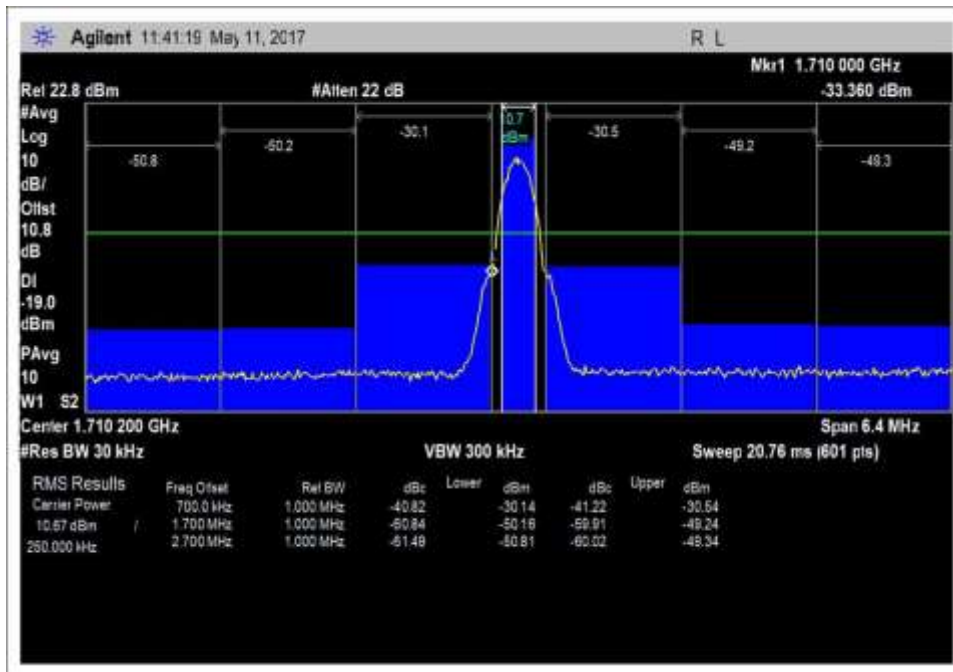 Agilent 11:41:19 May 11, 2017 R L
Mkr1 1.710 000 GHz
Ref 22.8 dBm #Atten 22 dB -33.360 dBm
#Avg
Log
10
dB/
Offst
10.8
dB
DI
-19.0
dBm
PAvg
10
W1 S2
-50.8 -50.2 -30.1 10.7 dBm -30.5 -49.2 -49.3
Center 1.710 200 GHz Span 6.4 MHz
#Res BW 30 kHz VBW 300 kHz Sweep 20.76 ms (601 pts)
RMS Results Freq Offset Ref BW dBc Lower dBm dBc Upper dBm
Carrier Power 700.0 kHz 1.000 MHz -40.82 -30.14 -41.22 -30.54
10.67 dBm / 1.700 MHz 1.000 MHz -60.84 -50.16 -59.91 -49.24
250.000 kHz 2.700 MHz 1.000 MHz -61.49 -50.81 -60.02 -49.34